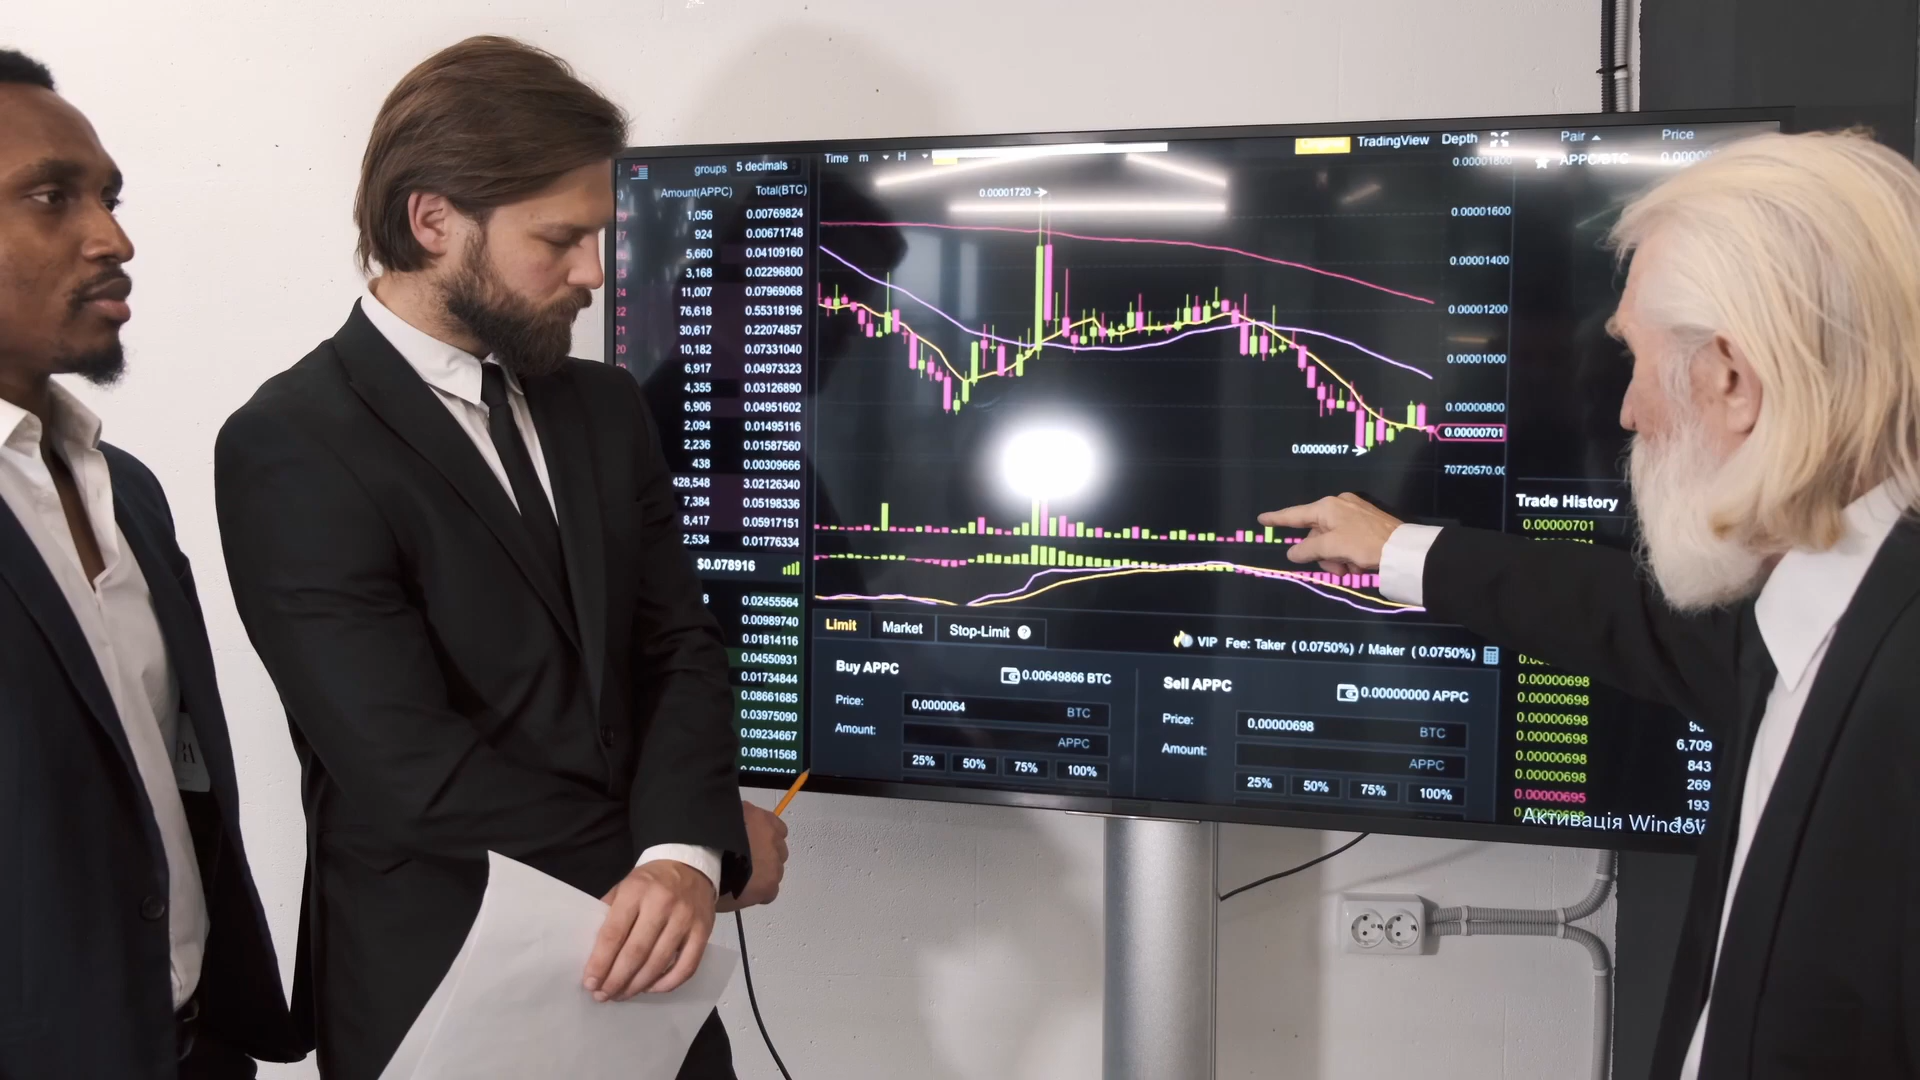 groups 5 decimals
Amount(APPC) Total(BTC)
1,056 0.00769824
924 0.00671748
5,660 0.04109160
3,168 0.02296800
11,007 0.07969068
76,618 0.55318196
30,617 0.22074857
10,182 0.07331040
6,917 0.04973323
4,355 0.03126890
6,906 0.04951602
2,094 0.01495116
2,236 0.01587560
438 0.00309666
428,548 3.02126340
7,384 0.05198336
8,417 0.05917151
2,534 0.01776334
$0.078916
8 0.02455564
0.00989740
0.01814116
0.04550931
0.01734844
0.08661685
0.03975090
0.09234667
0.09811568
Time m H
TradingView Depth
0.00001800
0.00001720
0.00001600
0.00001400
0.00001200
0.00001000
0.00000800
0.00000701
0.00000617
70720570.00
Limit Market Stop-Limit ?
VIP Fee: Taker (0.0750%) / Maker (0.0750%)
Buy APPC 0.00649866 BTC
Price: 0,0000064 BTC
Amount: APPC
25% 50% 75% 100%
Sell APPC 0.00000000 APPC
Price: 0,00000698 BTC
Amount: APPC
25% 50% 75% 100%
Pair Price
APPC/BTC
Trade History
0.00000701
0.00000698
0.00000698
0.00000698
0.00000698 6,709
0.00000698 843
0.00000698 269
0.00000695 193
Активація Window